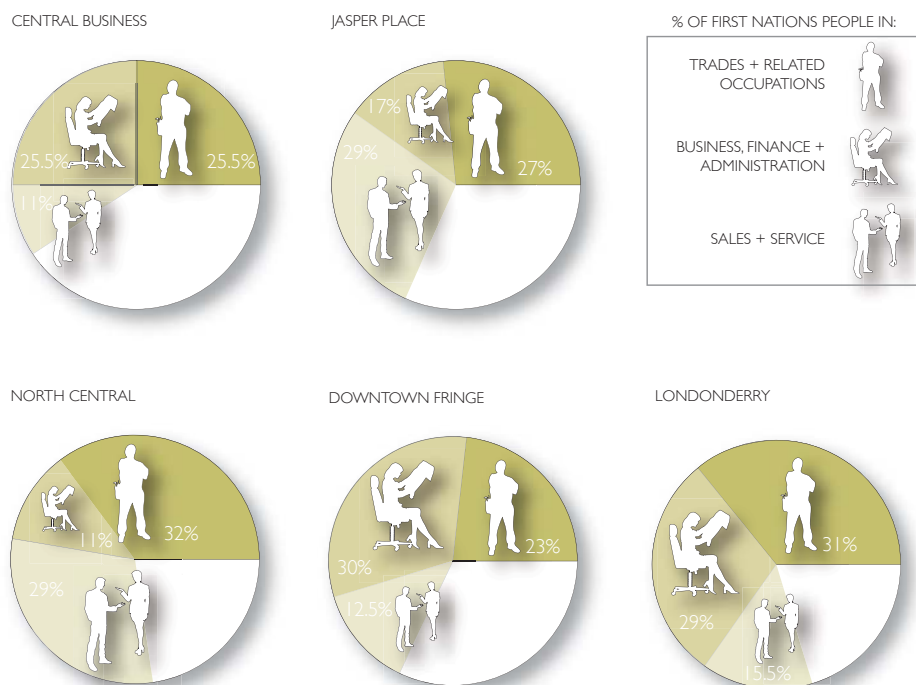 CENTRAL BUSINESS
25.5%
25.5%
11%
JASPER PLACE
17%
29%
27%
% OF FIRST NATIONS PEOPLE IN:
TRADES + RELATED
OCCUPATIONS
BUSINESS, FINANCE +
ADMINISTRATION
SALES + SERVICE
NORTH CENTRAL
11%
32%
29%
DOWNTOWN FRINGE
23%
30%
12.5%
LONDONDERRY
31%
29%
15.5%